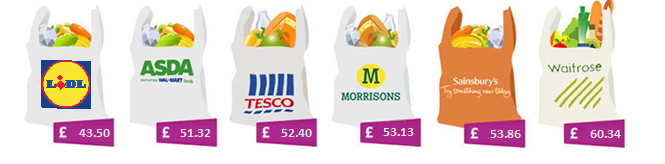 LIDL
£ 43.50
ASDA
part of the WAL-MART family
£ 51.32
TESCO
£ 52.40
M
MORRISONS
£ 53.13
Sainsbury's
Try something new today
£ 53.86
Waitrose
£ 60.34